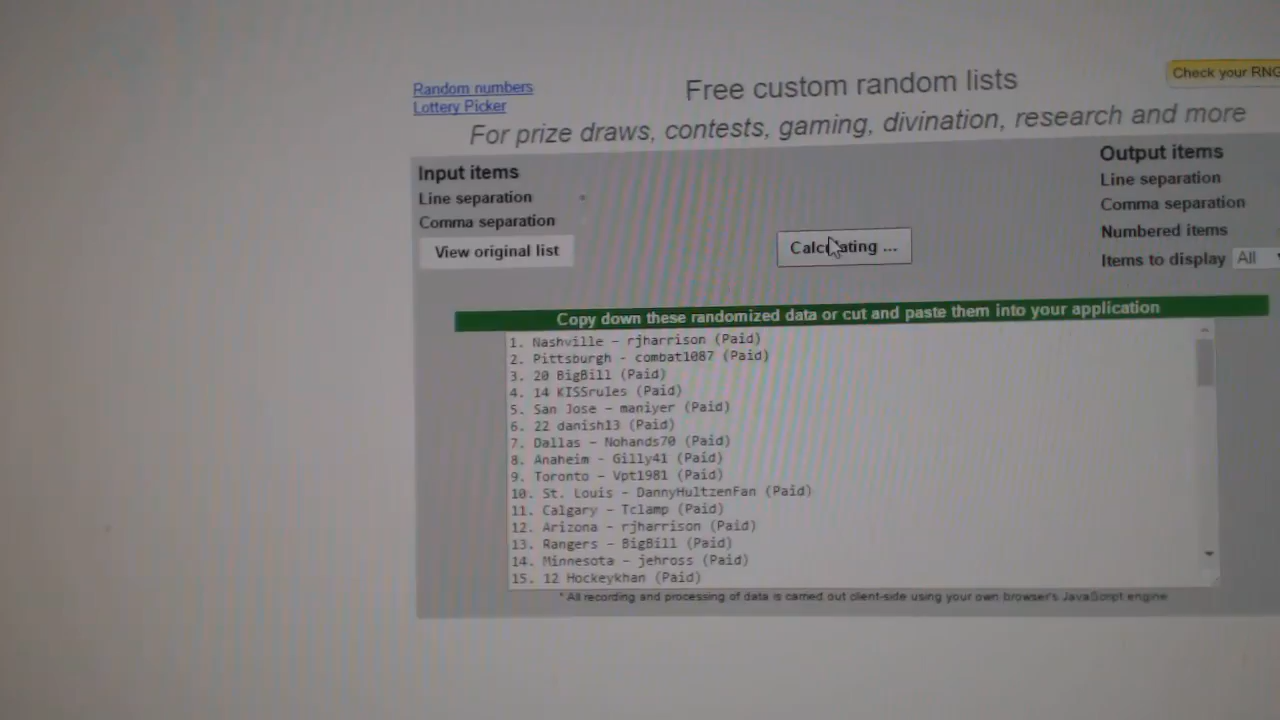 Random numbers
Lottery Picker
Free custom random lists
Check your RNG
For prize draws, contests, gaming, divination, research and more
Input items
Line separation
Comma separation
View original list
Calculating ...
Output items
Line separation
Comma separation
Numbered items
Items to display All
Copy down these randomized data or cut and paste them into your application
1. Nashville - rjharrison (Paid)
2. Pittsburgh - combat1087 (Paid)
3. 20 BigBill (Paid)
4. 14 KISSrules (Paid)
5. San Jose - maniyer (Paid)
6. 22 danish13 (Paid)
7. Dallas - Nohands70 (Paid)
8. Anaheim - Gilly41 (Paid)
9. Toronto - Vpt1981 (Paid)
10. St. Louis - DannyHultzenFan (Paid)
11. Calgary - Tclamp (Paid)
12. Arizona - rjharrison (Paid)
13. Rangers - BigBill (Paid)
14. Minnesota - jehross (Paid)
15. 12 Hockeykhan (Paid)
* All recording and processing of data is carried out client-side using your own browser's JavaScript engine